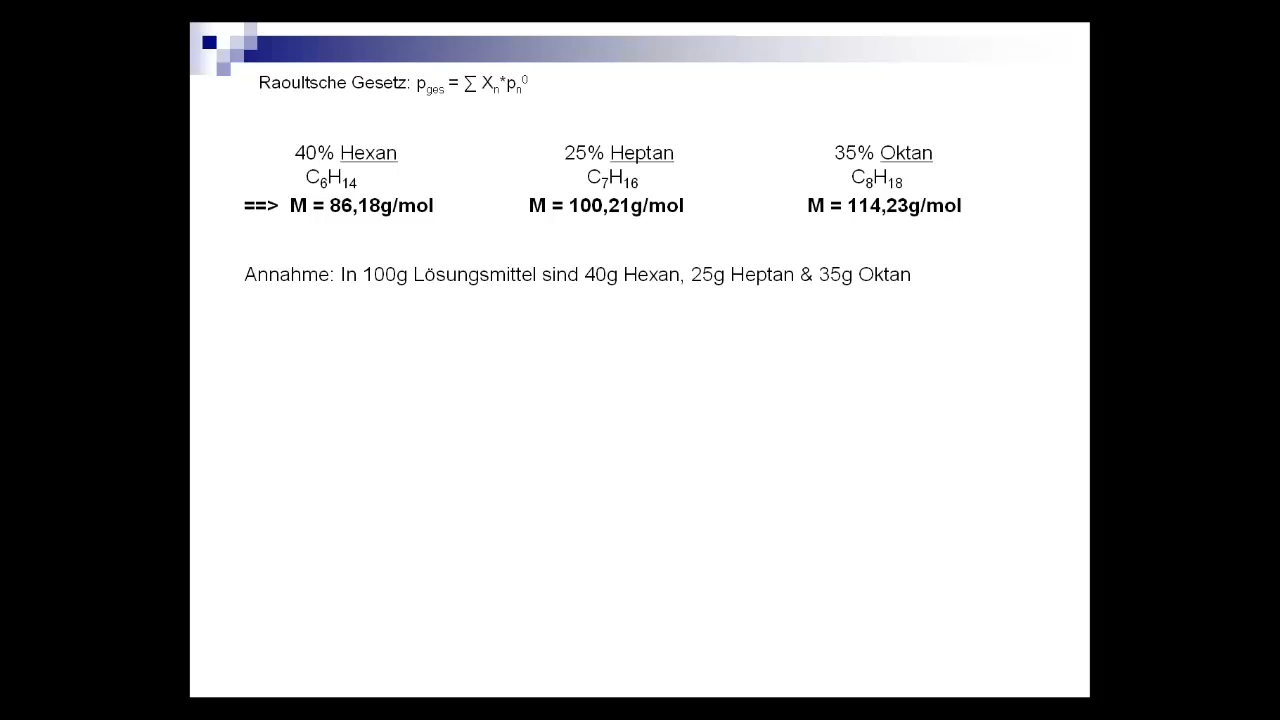 Raoultsche Gesetz: pges = ∑ Xn*pn0
40% Hexan 25% Heptan 35% Oktan
C6H14 C7H16 C8H18
==> M = 86,18g/mol M = 100,21g/mol M = 114,23g/mol
Annahme: In 100g Lösungsmittel sind 40g Hexan, 25g Heptan & 35g Oktan